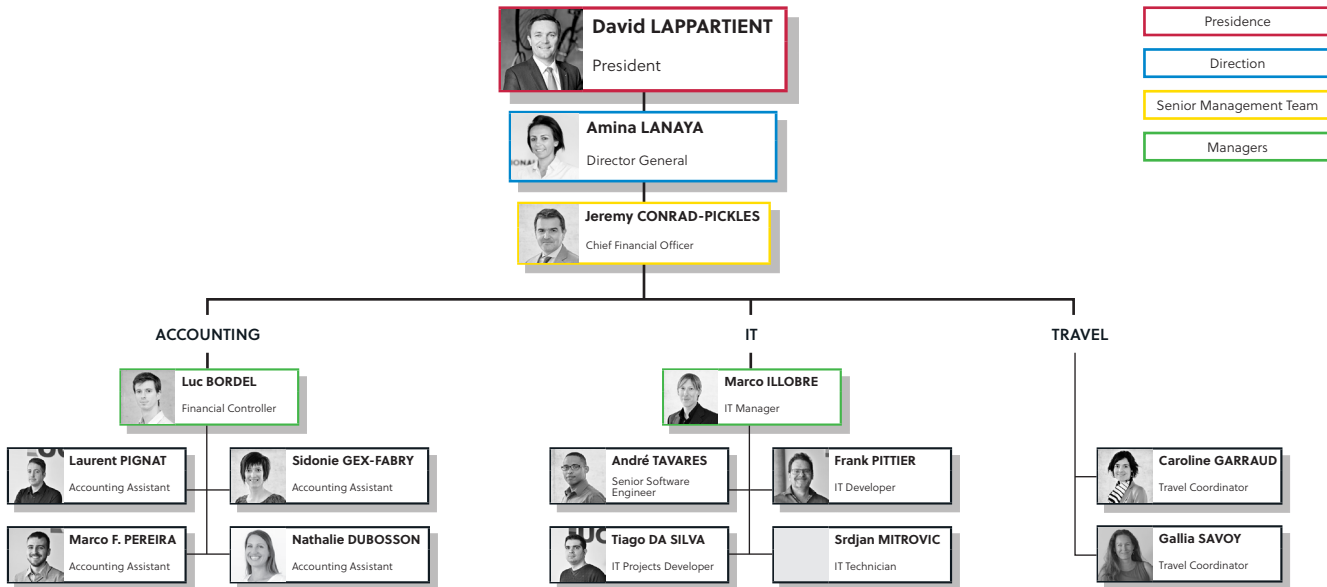 David LAPPARTIENT
President
Presidence
Direction
Senior Management Team
Managers
Amina LANAYA
Director General
Jeremy CONRAD-PICKLES
Chief Financial Officer
ACCOUNTING
IT
TRAVEL
Luc BORDEL
Financial Controller
Marco ILLOBRE
IT Manager
Laurent PIGNAT
Accounting Assistant
Sidonie GEX-FABRY
Accounting Assistant
André TAVARES
Senior Software
Engineer
Frank PITTIER
IT Developer
Caroline GARRAUD
Travel Coordinator
Marco F. PEREIRA
Accounting Assistant
Nathalie DUBOSSON
Accounting Assistant
Tiago DA SILVA
IT Projects Developer
Srdjan MITROVIC
IT Technician
Gallia SAVOY
Travel Coordinator